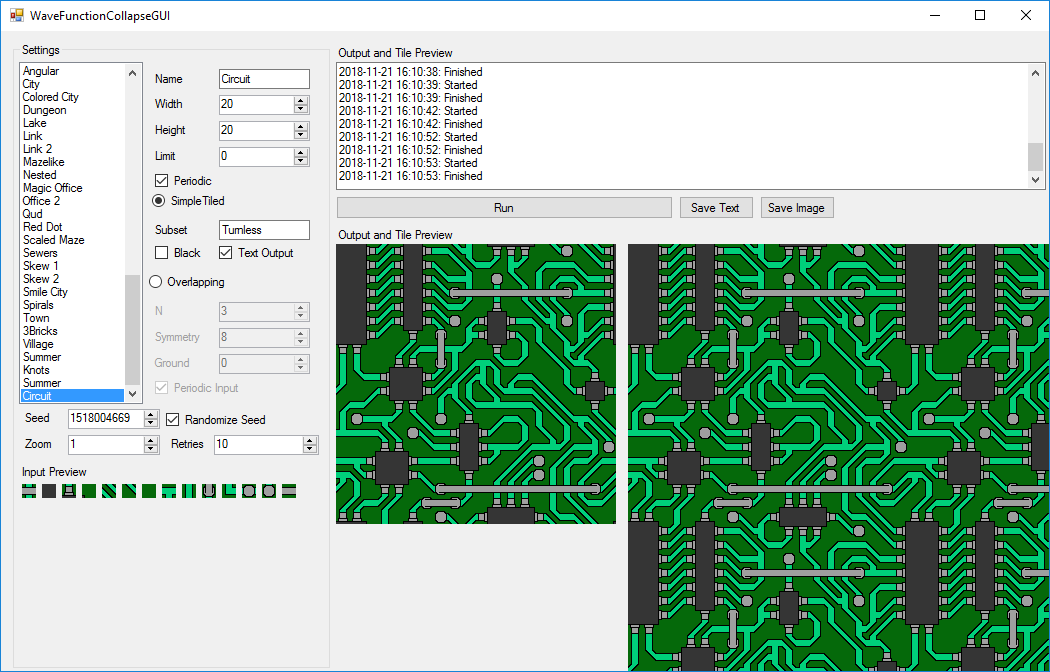 WaveFunctionCollapseGUI
Settings
Angular
City
Colored City
Dungeon
Lake
Link
Link 2
Mazelike
Nested
Magic Office
Office 2
Qud
Red Dot
Scaled Maze
Sewers
Skew 1
Skew 2
Smile City
Spirals
Town
3Bricks
Village
Summer
Knots
Summer
Circuit
Name Circuit
Width 20
Height 20
Limit 0
Periodic
SimpleTiled
Subset Turnless
Black Text Output
Overlapping
N 3
Symmetry 8
Ground 0
Periodic Input
Seed 1518004669 Randomize Seed
Zoom 1 Retries 10
Input Preview
Output and Tile Preview
2018-11-21 16:10:38: Finished
2018-11-21 16:10:39: Started
2018-11-21 16:10:39: Finished
2018-11-21 16:10:42: Started
2018-11-21 16:10:42: Finished
2018-11-21 16:10:52: Started
2018-11-21 16:10:52: Finished
2018-11-21 16:10:53: Started
2018-11-21 16:10:53: Finished
Run Save Text Save Image
Output and Tile Preview